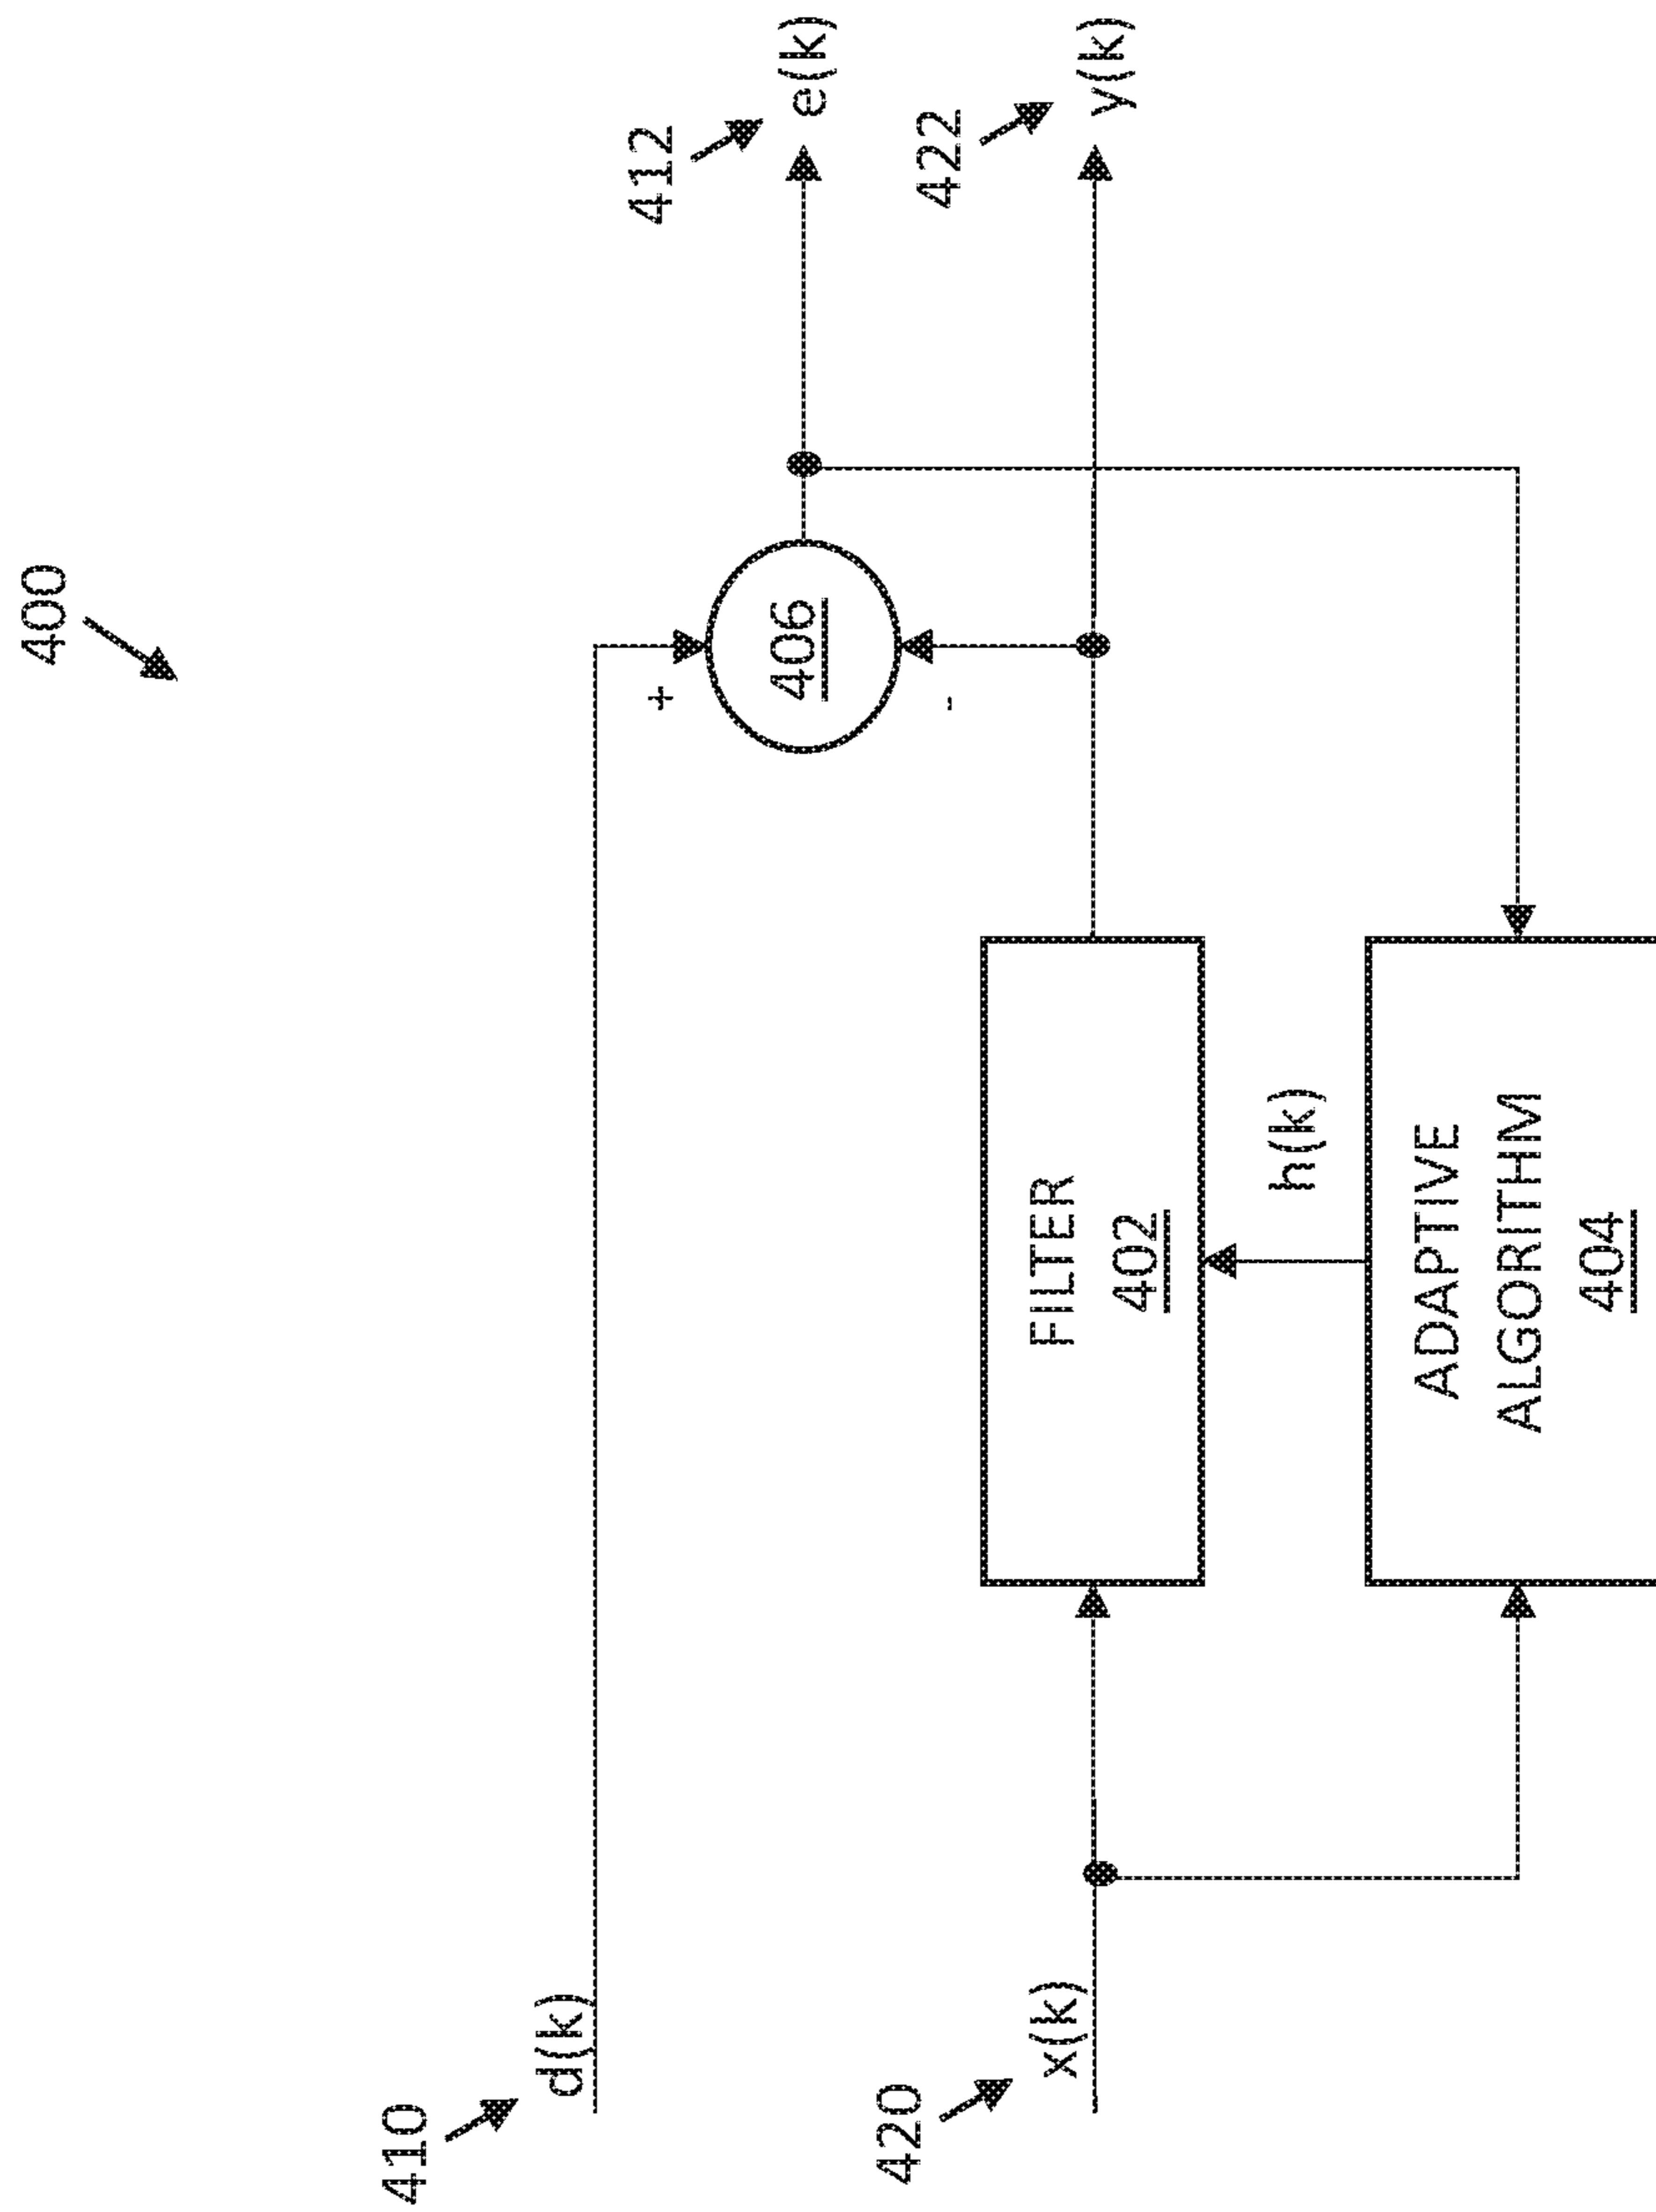 400
410
d(k)
+
406
-
412
e(k)
422
y(k)
420
x(k)
FILTER
402
h(k)
ADAPTIVE
ALGORITHM
404